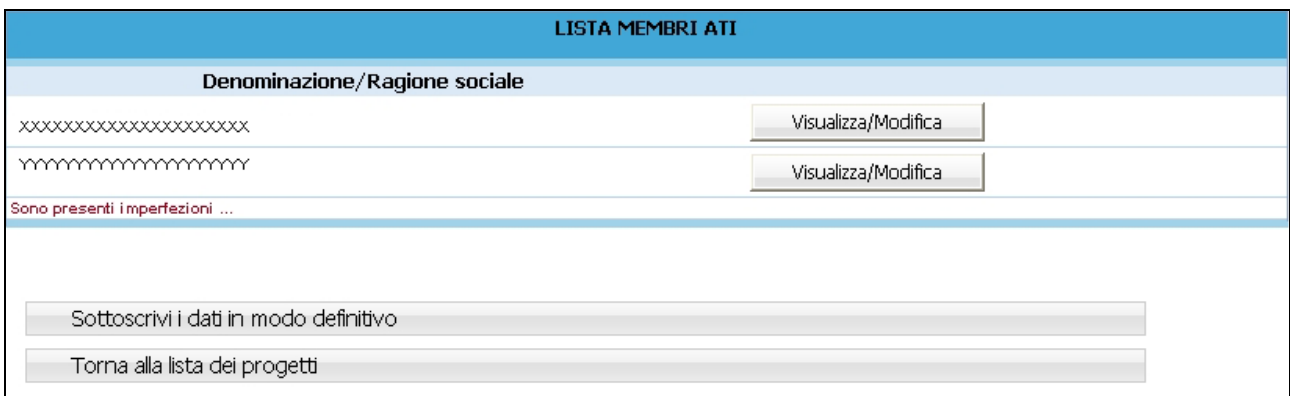 LISTA MEMBRI ATI
Denominazione/Ragione sociale
XXXXXXXXXXXXXXXXXXXXX Visualizza/Modifica
YYYYYYYYYYYYYYYYYYYY Visualizza/Modifica
Sono presenti imperfezioni ...
Sottoscrivi i dati in modo definitivo
Torna alla lista dei progetti